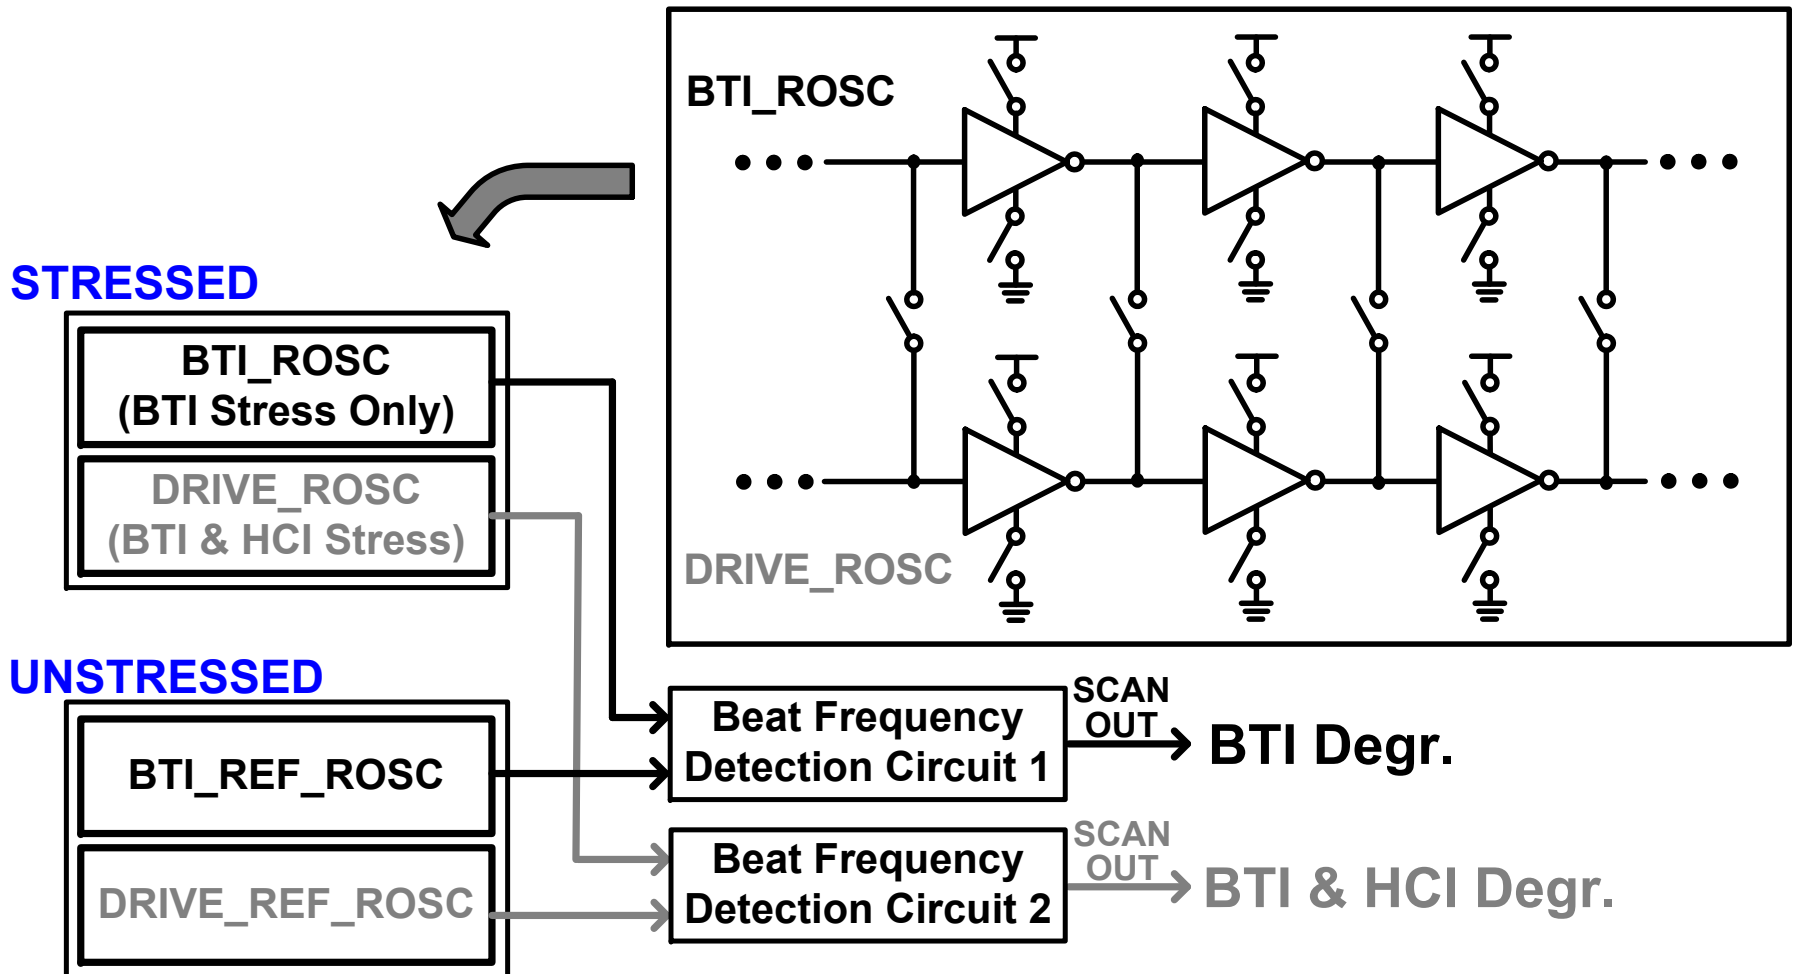 BTI_ROSC
DRIVE_ROSC
STRESSED
BTI_ROSC
(BTI Stress Only)
DRIVE_ROSC
(BTI & HCI Stress)
UNSTRESSED
BTI_REF_ROSC
DRIVE_REF_ROSC
Beat Frequency
Detection Circuit 1
SCAN
OUT
BTI Degr.
Beat Frequency
Detection Circuit 2
SCAN
OUT
BTI & HCI Degr.